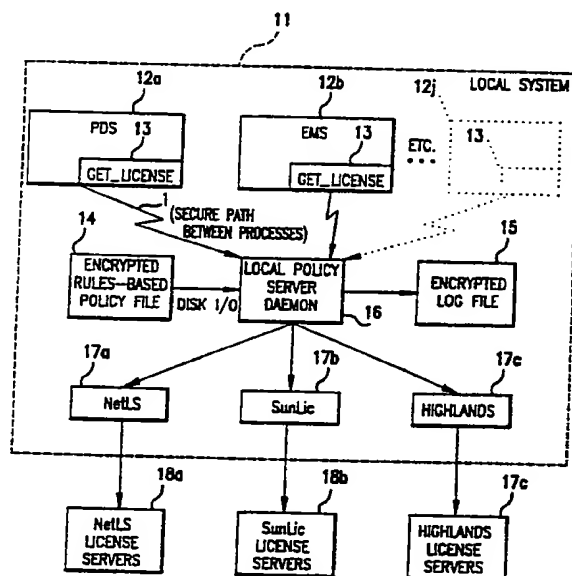 11
12a
12b
12j
LOCAL SYSTEM
PDS
13
GET_LICENSE
EMS
13
GET_LICENSE
ETC.
13
1
(SECURE PATH
BETWEEN PROCESSES)
14
15
ENCRYPTED
RULES-BASED
POLICY FILE
DISK I/O
LOCAL POLICY
SERVER
DAEMON
16
ENCRYPTED
LOG FILE
17a
17b
17c
NetLS
SunLic
HIGHLANDS
18a
18b
17c
NetLS
LICENSE
SERVERS
SunLic
LICENSE
SERVERS
HIGHLANDS
LICENSE
SERVERS